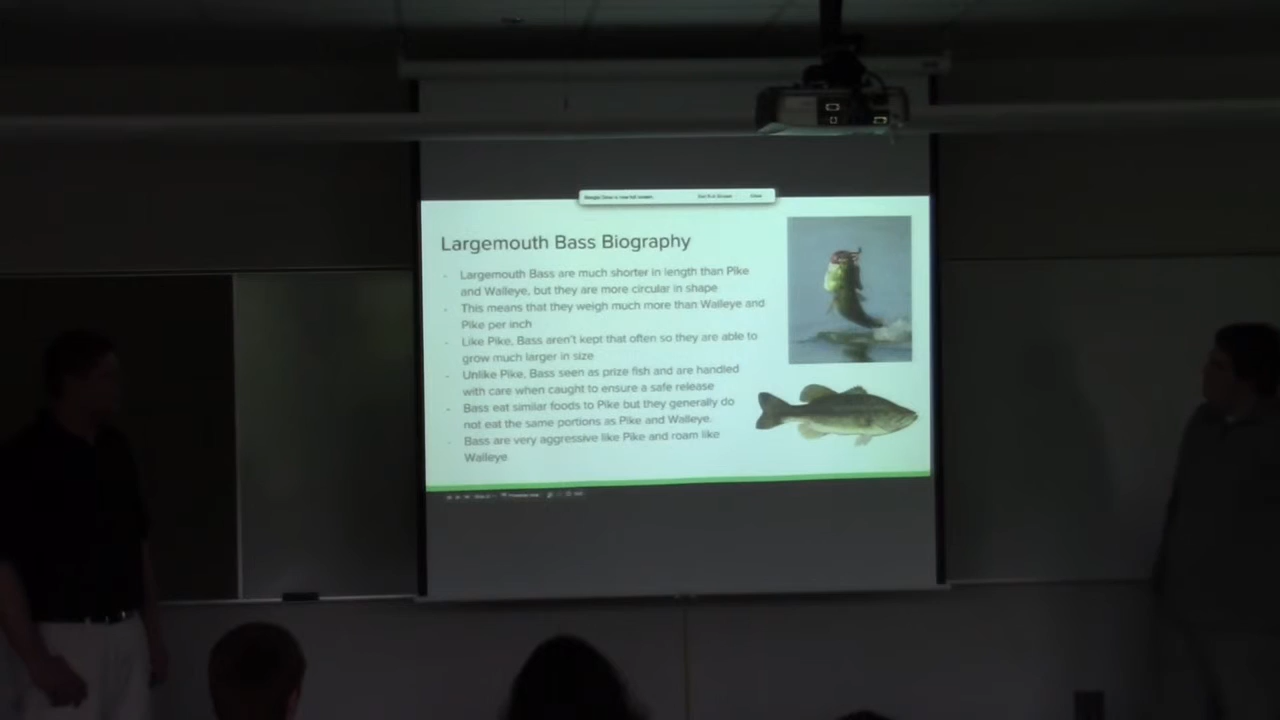 Largemouth Bass Biography
- Largemouth Bass are much shorter in length than Pike
and Walleye, but they are more circular in shape
- This means that they weigh much more than Walleye and
Pike per inch
- Like Pike, Bass aren't kept that often so they are able to
grow much larger in size
- Unlike Pike, Bass seen as prize fish and are handled
with care when caught to ensure a safe release
- Bass eat similar foods to Pike but they generally do
not eat the same portions as Pike and Walleye.
- Bass are very aggressive like Pike and roam like
Walleye